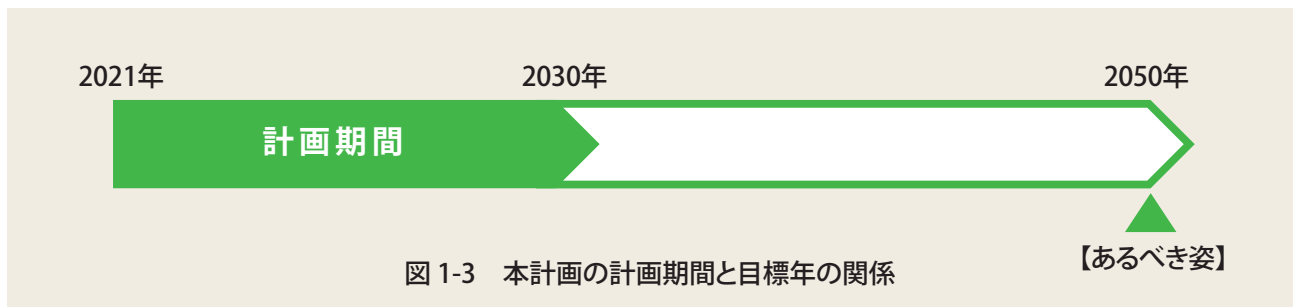 2021年
2030年
2050年
計画期間
【あるべき姿】
図 1-3　本計画の計画期間と目標年の関係